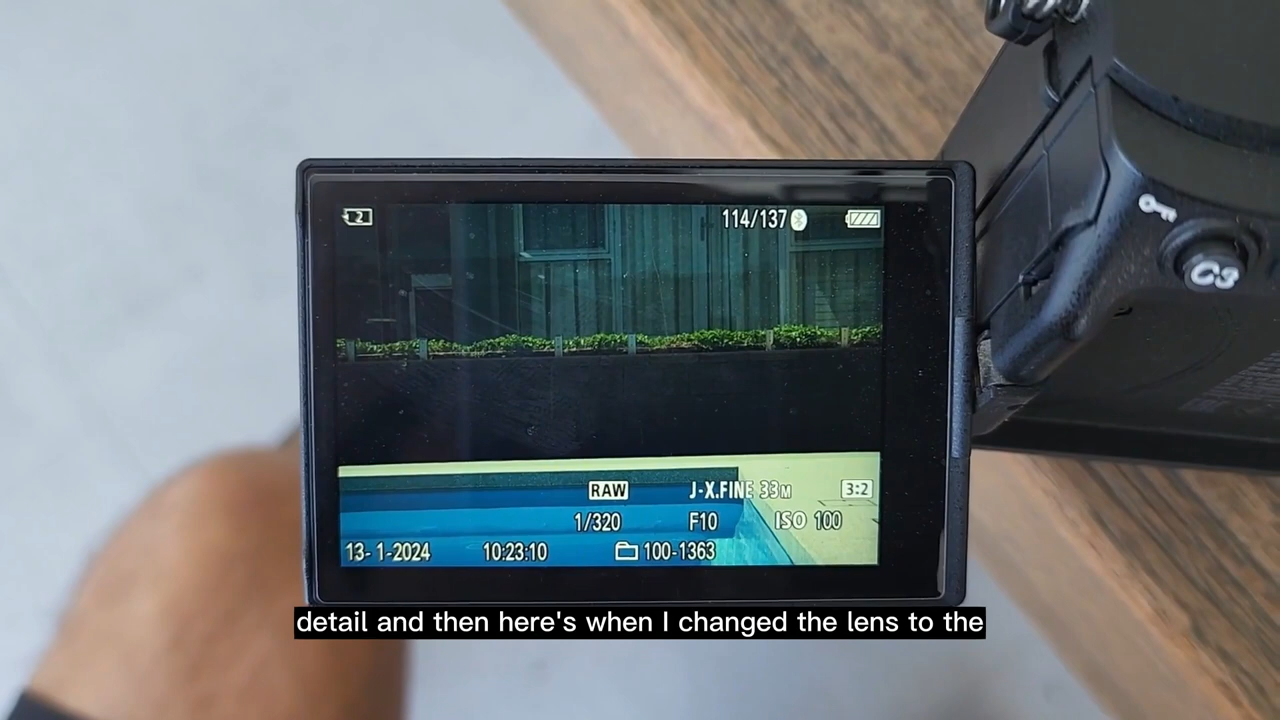 2
114/137
C3
RAW J-X.FINE 33M 3:2
1/320 F10 ISO 100
13- 1-2024 10:23:10 100-1363
detail and then here's when I changed the lens to the